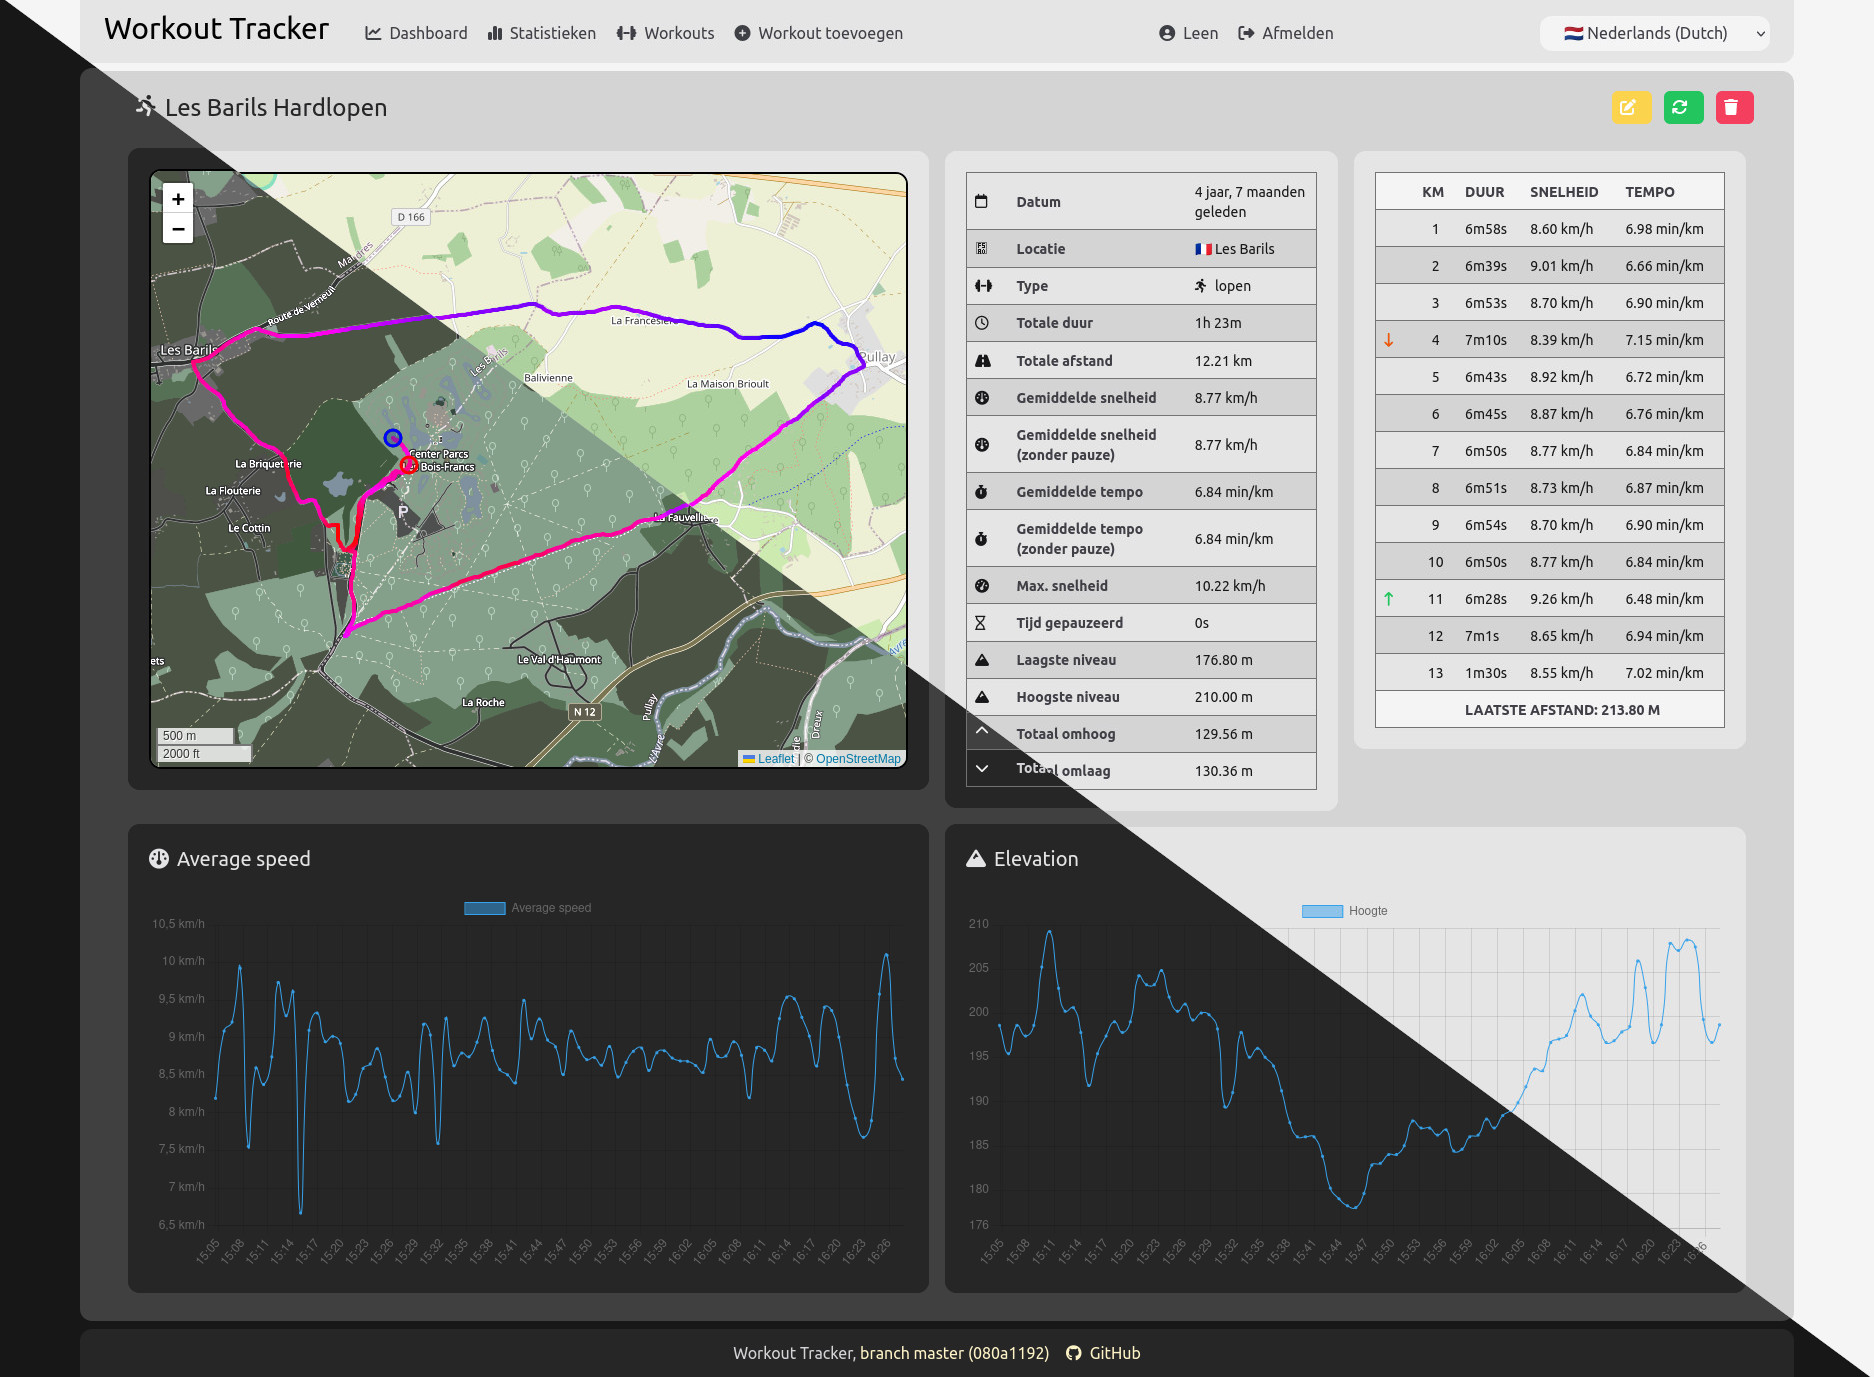 Workout Tracker
Dashboard
Statistieken
Workouts
Workout toevoegen
Leen
Afmelden
Nederlands (Dutch)
Les Barils Hardlopen
+
−
D 166
Mandres
Route de Verneuil
Les Barils
La Francesière
Pullay
Les Barils
Balivienne
La Maison Brioult
Center Parcs
Bois-Francs
La Briqueterie
La Flouterie
Le Cottin
P
La Fauvellière
ets
Le Val d'Haumont
La Roche
N 12
Pullay
L'Avre
Dreux
Avre
500 m
2000 ft
Leaflet | © OpenStreetMap
Datum 4 jaar, 7 maanden
geleden
Locatie Les Barils
Type lopen
Totale duur 1h 23m
Totale afstand 12.21 km
Gemiddelde snelheid 8.77 km/h
Gemiddelde snelheid
(zonder pauze) 8.77 km/h
Gemiddelde tempo 6.84 min/km
Gemiddelde tempo
(zonder pauze) 6.84 min/km
Max. snelheid 10.22 km/h
Tijd gepauzeerd 0s
Laagste niveau 176.80 m
Hoogste niveau 210.00 m
Totaal omhoog 129.56 m
Totaal omlaag 130.36 m
KM DUUR SNELHEID TEMPO
1 6m58s 8.60 km/h 6.98 min/km
2 6m39s 9.01 km/h 6.66 min/km
3 6m53s 8.70 km/h 6.90 min/km
4 7m10s 8.39 km/h 7.15 min/km
5 6m43s 8.92 km/h 6.72 min/km
6 6m45s 8.87 km/h 6.76 min/km
7 6m50s 8.77 km/h 6.84 min/km
8 6m51s 8.73 km/h 6.87 min/km
9 6m54s 8.70 km/h 6.90 min/km
10 6m50s 8.77 km/h 6.84 min/km
11 6m28s 9.26 km/h 6.48 min/km
12 7m1s 8.65 km/h 6.94 min/km
13 1m30s 8.55 km/h 7.02 min/km
LAATSTE AFSTAND: 213.80 M
Average speed
Average speed
10,5 km/h
10 km/h
9,5 km/h
9 km/h
8,5 km/h
8 km/h
7,5 km/h
7 km/h
6,5 km/h
15:05 15:08 15:11 15:14 15:17 15:20 15:23 15:26 15:29 15:32 15:35 15:38 15:41 15:44 15:47 15:50 15:53 15:56 15:59 16:02 16:05 16:08 16:11 16:14 16:17 16:20 16:23 16:26
Elevation
Hoogte
210
205
200
195
190
185
180
176
15:05 15:08 15:11 15:14 15:17 15:20 15:23 15:26 15:29 15:32 15:35 15:38 15:41 15:44 15:47 15:50 15:53 15:56 15:59 16:02 16:05 16:08 16:11 16:14 16:17 16:20 16:23 16:26
Workout Tracker, branch master (080a1192) GitHub